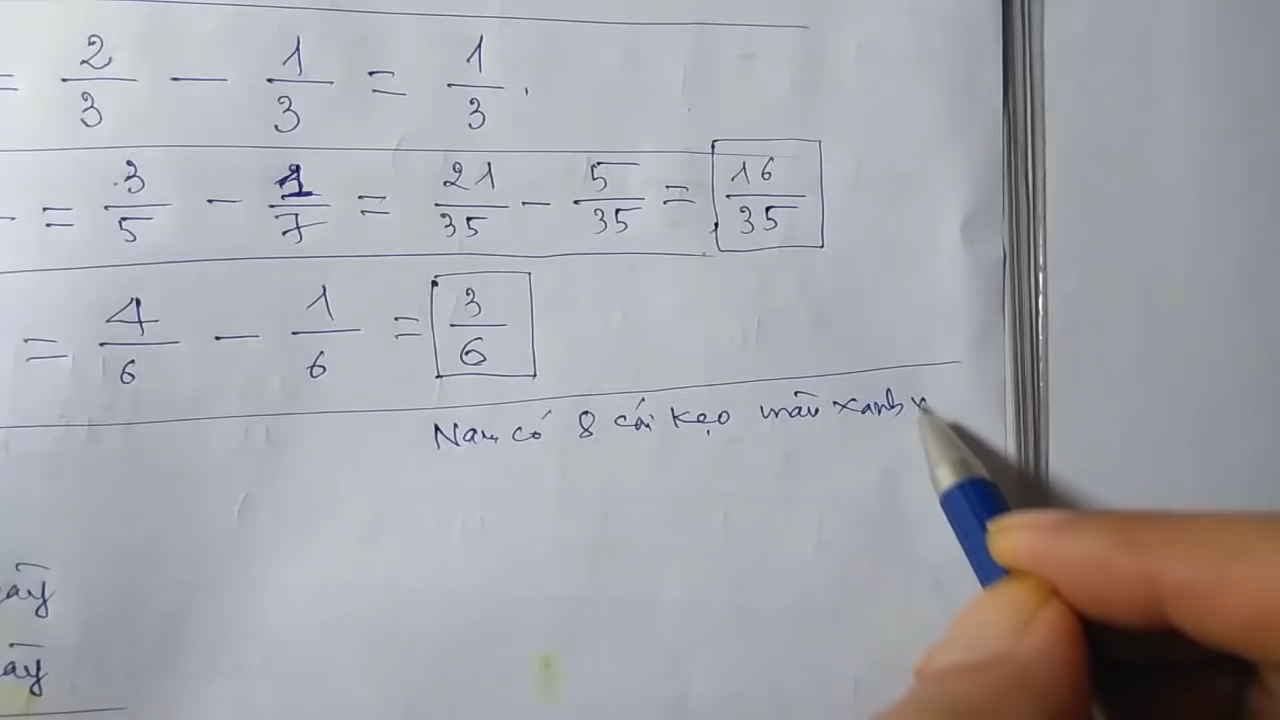 = 2/3 - 1/3 = 1/3.
= 3/5 - 1/7 = 21/35 - 5/35 = 16/35
= 4/6 - 1/6 = 3/6
Nam có 8 cái kẹo màu xanh